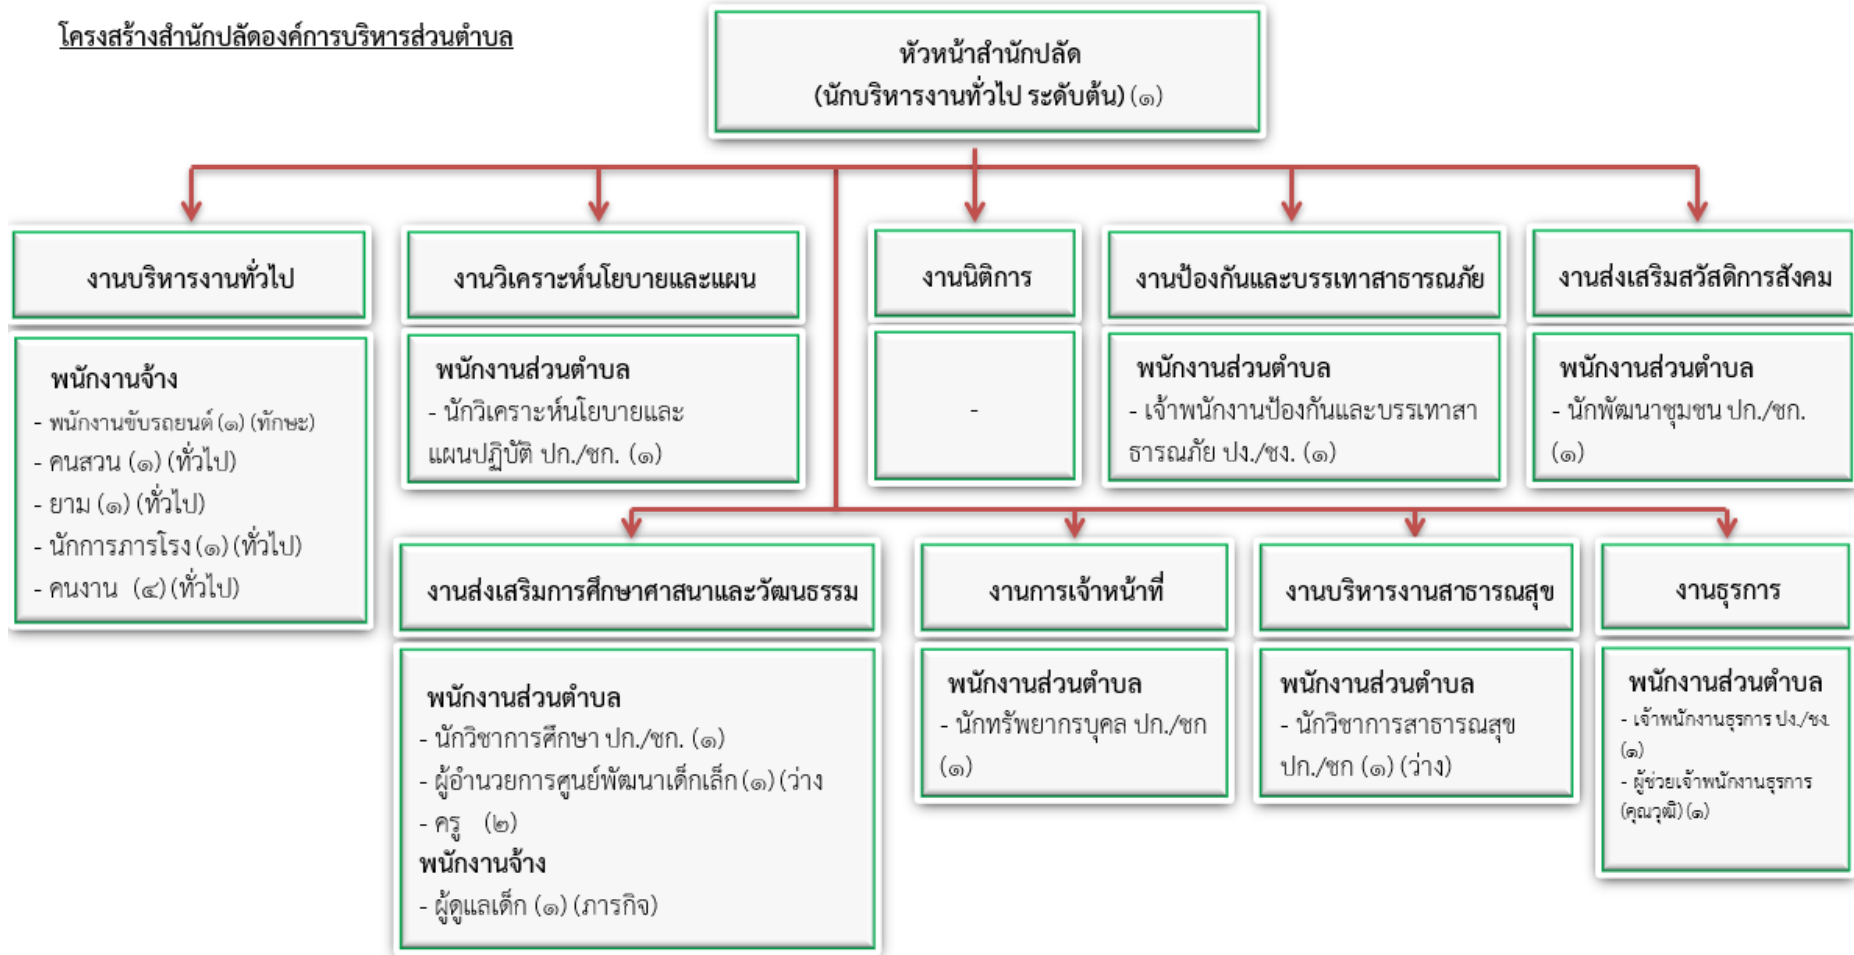 โครงสร้างสำนักปลัดองค์การบริหารส่วนตำบล
หัวหน้าสำนักปลัด
(นักบริหารงานทั่วไป ระดับต้น) (๑)
งานบริหารงานทั่วไป
พนักงานจ้าง
- พนักงานขับรถยนต์ (๑) (ทักษะ)
- คนสวน (๑) (ทั่วไป)
- ยาม (๑) (ทั่วไป)
- นักการภารโรง (๑) (ทั่วไป)
- คนงาน (๔) (ทั่วไป)
งานวิเคราะห์นโยบายและแผน
พนักงานส่วนตำบล
- นักวิเคราะห์นโยบายและ
แผนปฏิบัติ ปก./ชก. (๑)
งานนิติการ
-
งานป้องกันและบรรเทาสาธารณภัย
พนักงานส่วนตำบล
- เจ้าพนักงานป้องกันและบรรเทาสา
ธารณภัย ปง./ชง. (๑)
งานส่งเสริมสวัสดิการสังคม
พนักงานส่วนตำบล
- นักพัฒนาชุมชน ปก./ชก.
(๑)
งานส่งเสริมการศึกษาศาสนาและวัฒนธรรม
พนักงานส่วนตำบล
- นักวิชาการศึกษา ปก./ชก. (๑)
- ผู้อำนวยการศูนย์พัฒนาเด็กเล็ก (๑) (ว่าง
- ครู (๒)
พนักงานจ้าง
- ผู้ดูแลเด็ก (๑) (ภารกิจ)
งานการเจ้าหน้าที่
พนักงานส่วนตำบล
- นักทรัพยากรบุคล ปก./ชก
(๑)
งานบริหารงานสาธารณสุข
พนักงานส่วนตำบล
- นักวิชาการสาธารณสุข
ปก./ชก (๑) (ว่าง)
งานธุรการ
พนักงานส่วนตำบล
- เจ้าพนักงานธุรการ ปง./ชง.
(๑)
- ผู้ช่วยเจ้าพนักงานธุรการ
(คุณวุฒิ) (๑)